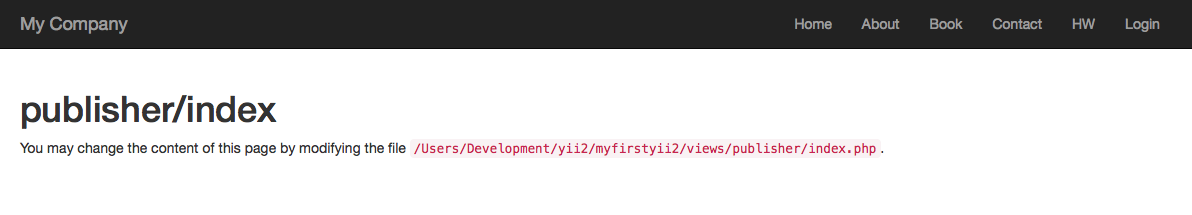 My Company Home About Book Contact HW Login
publisher/index
You may change the content of this page by modifying the file /Users/Development/yii2/myfirstyii2/views/publisher/index.php.